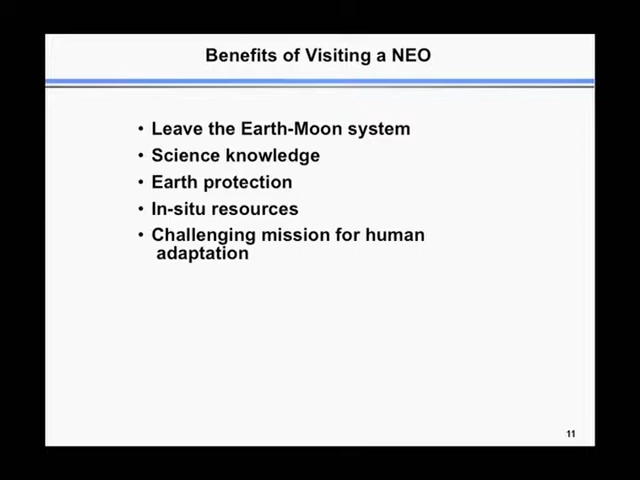 Benefits of Visiting a NEO
• Leave the Earth-Moon system
• Science knowledge
• Earth protection
• In-situ resources
• Challenging mission for human
adaptation
11